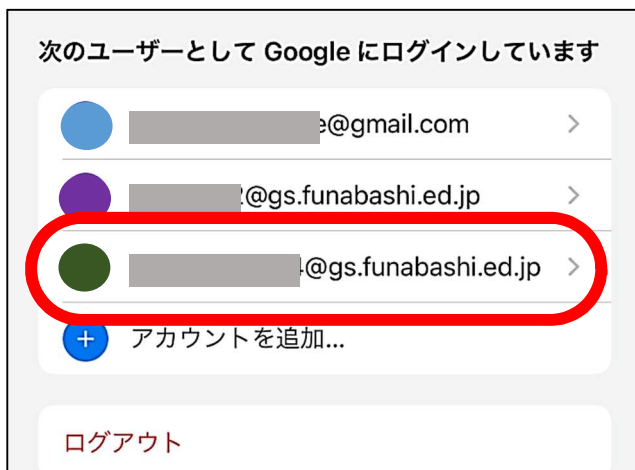 次のユーザーとして Google にログインしています
e@gmail.com
2@gs.funabashi.ed.jp
4@gs.funabashi.ed.jp
アカウントを追加...
ログアウト